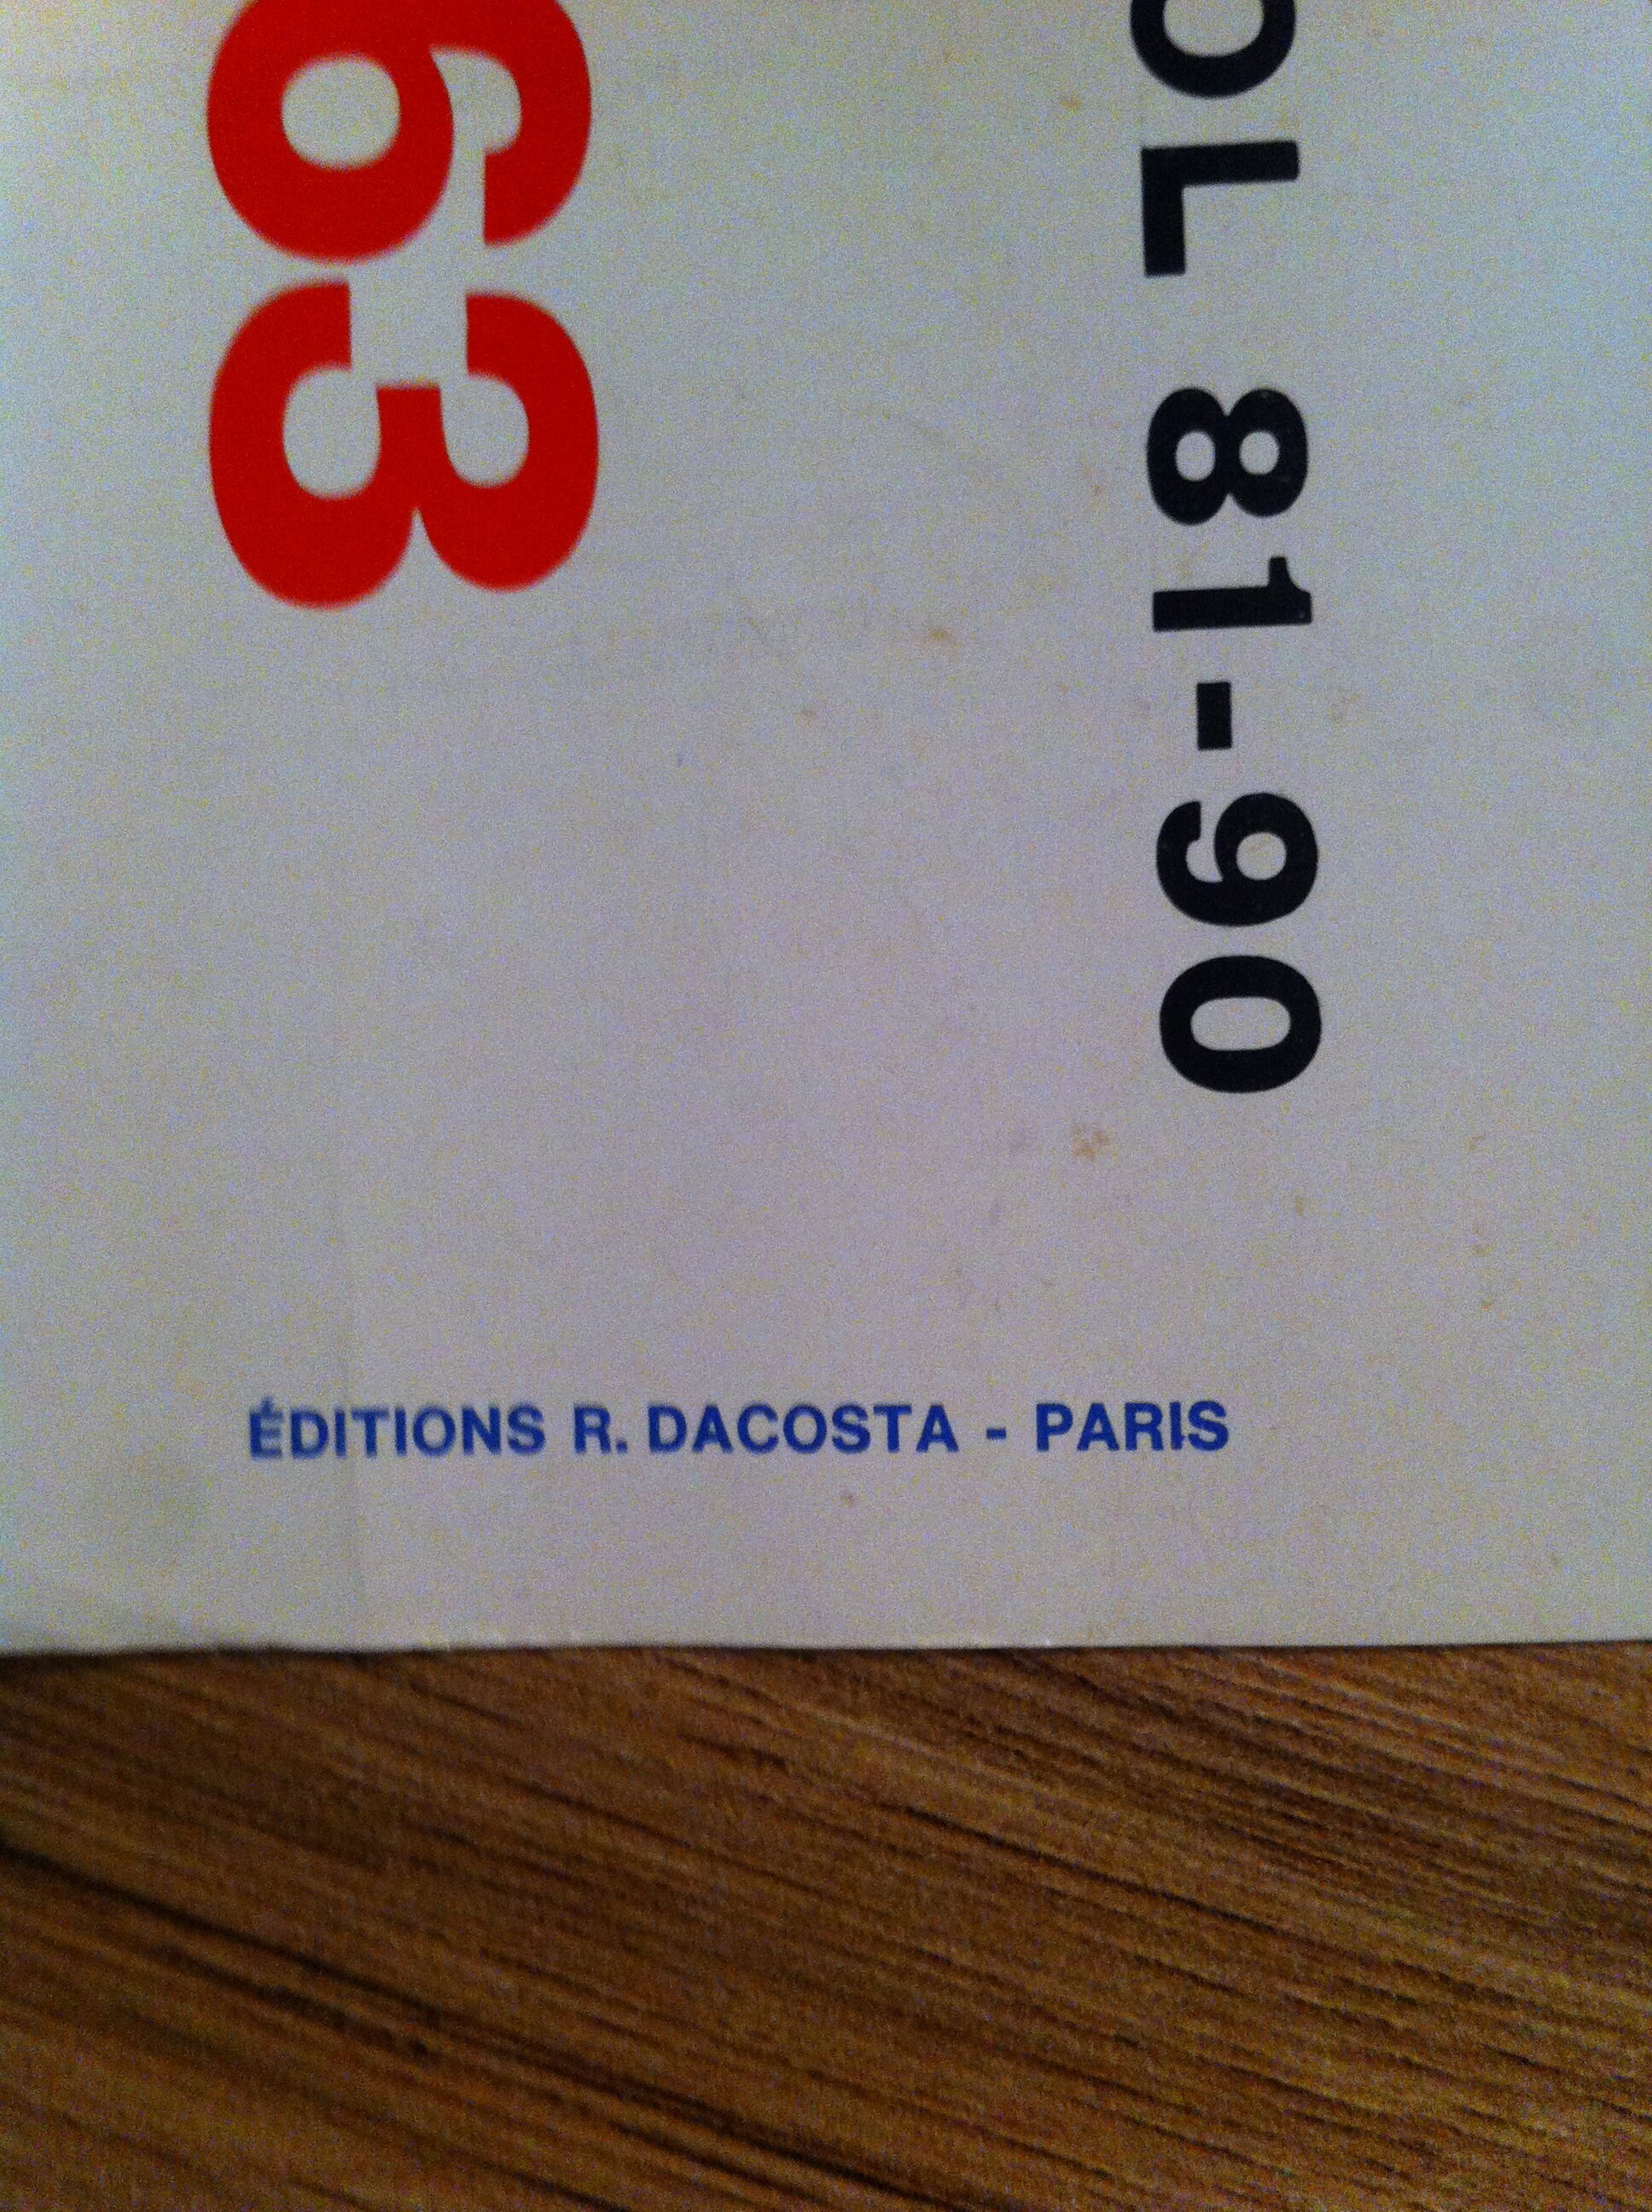 63
OL 81-90
ÉDITIONS R. DACOSTA - PARIS